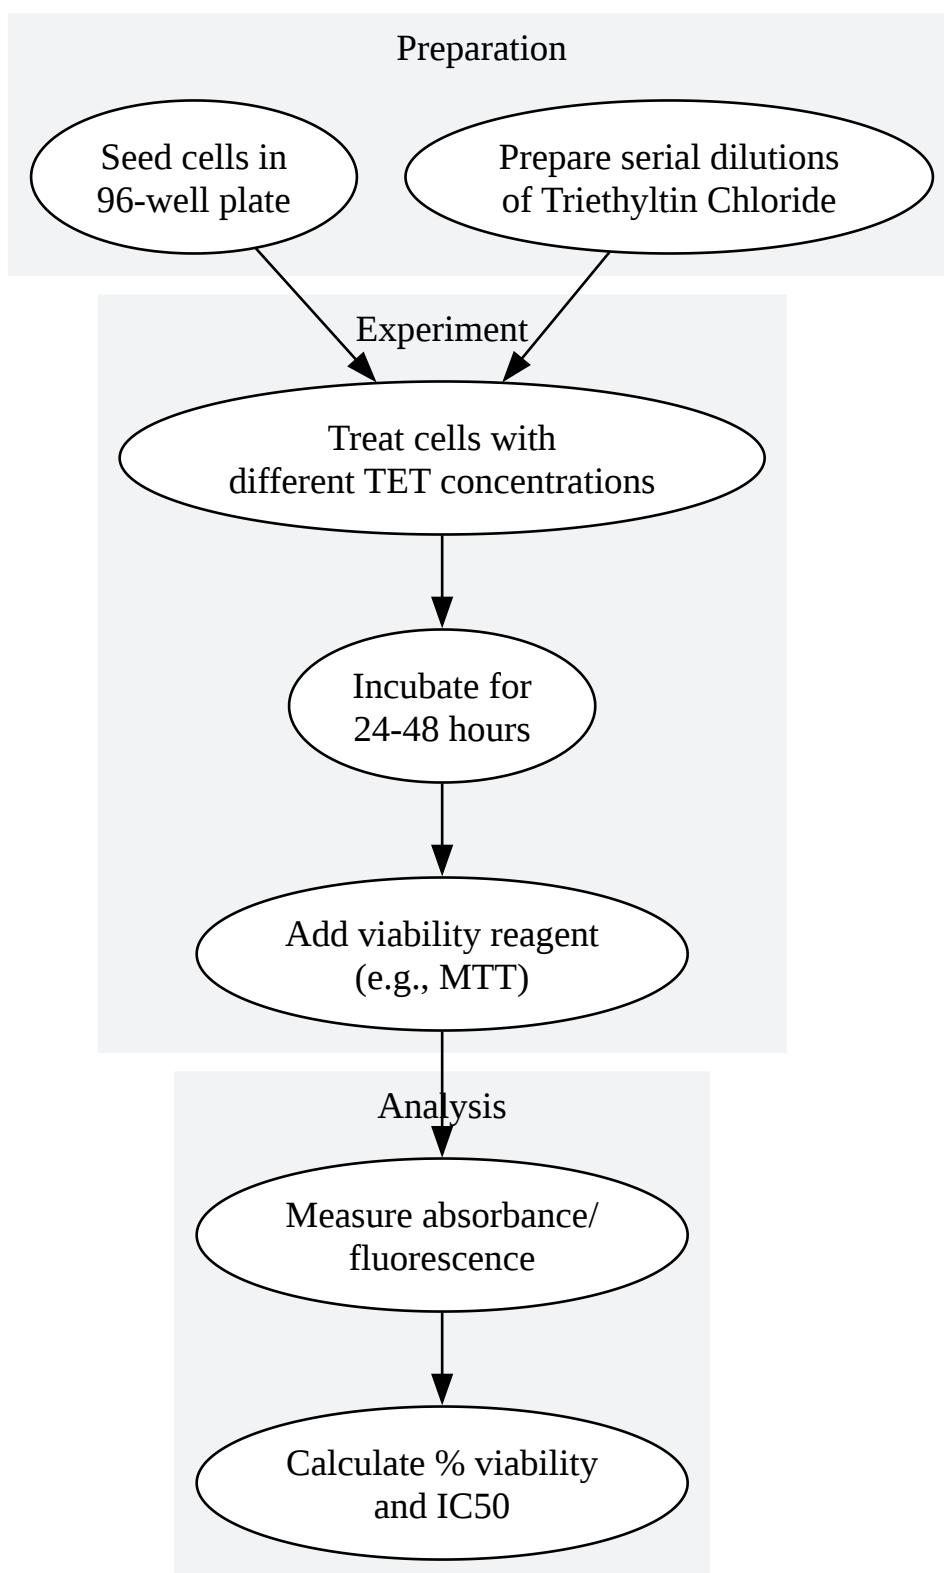 Preparation
Seed cells in
96-well plate
Prepare serial dilutions
of Triethyltin Chloride
Experiment
Treat cells with
different TET concentrations
Incubate for
24-48 hours
Add viability reagent
(e.g., MTT)
Analysis
Measure absorbance/
fluorescence
Calculate % viability
and IC50